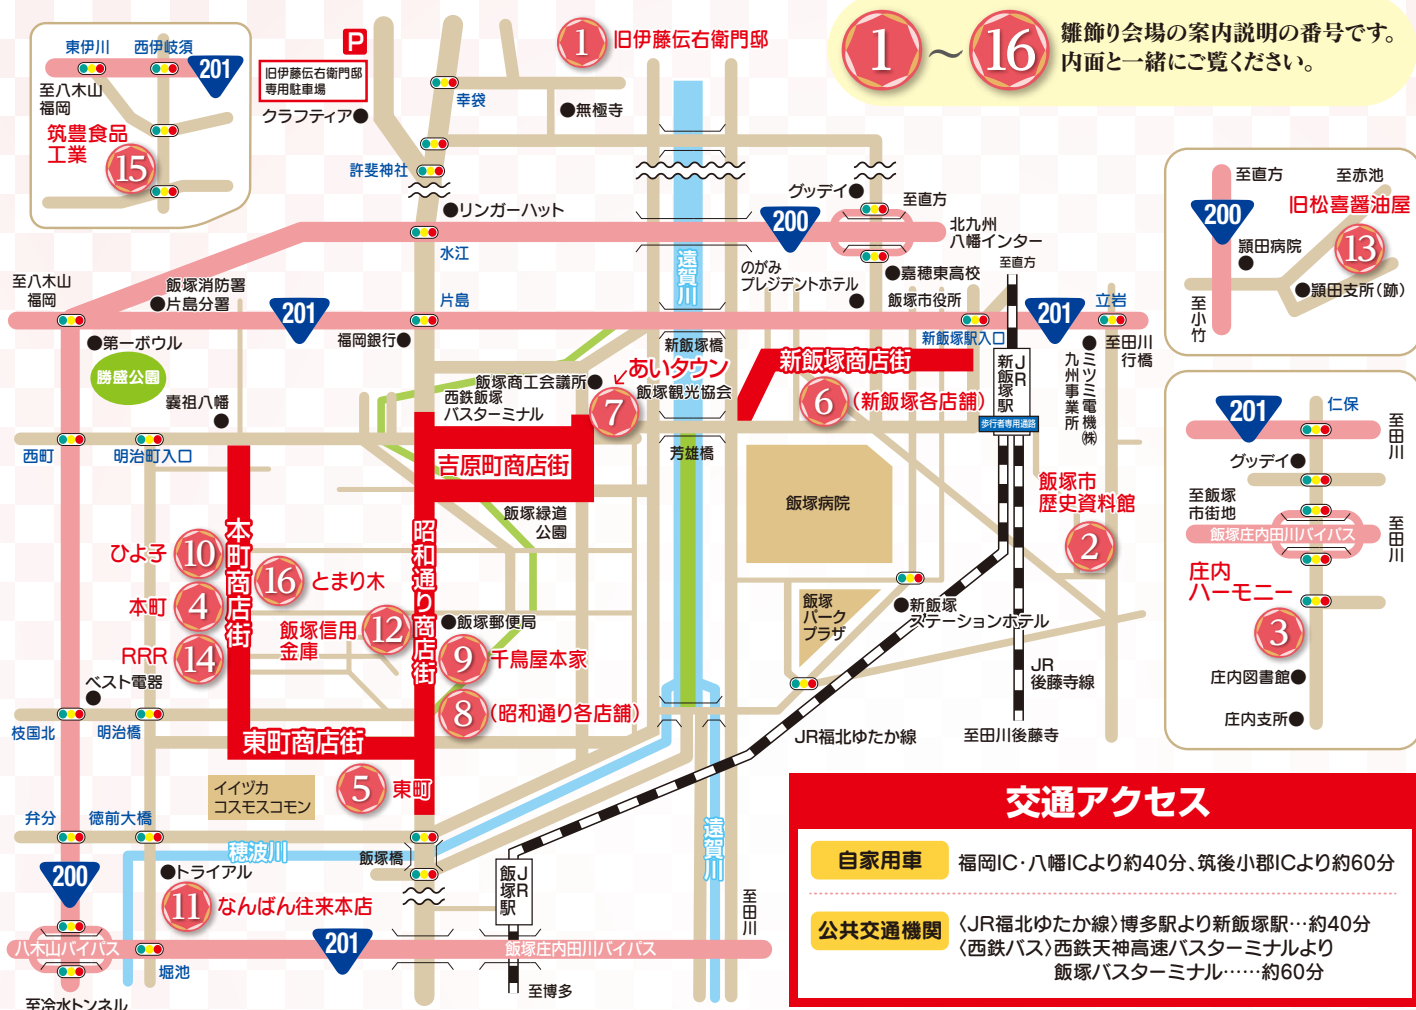 東伊川
西伊岐須
201
至八木山
福岡
筑豊食品
工業
15
P
旧伊藤伝右衛門邸
専用駐車場
クラフティア
幸袋
許斐神社
1
旧伊藤伝右衛門邸
無極寺
1~16
雛飾り会場の案内説明の番号です。
内面と一緒にご覧ください。
リンガーハット
水江
遠賀川
200
グッデイ
至直方
北九州
八幡インター
のがみ
プレジデントホテル
嘉穂東高校
飯塚市役所
至直方
至直方
至赤池
200
旧松喜醤油屋
13
頴田病院
頴田支所(跡)
至小竹
至八木山
福岡
飯塚消防署
片島分署
201
片島
福岡銀行
新飯塚橋
新飯塚駅入口
201
立岩
至田川
行橋
第一ボウル
勝盛公園
嚢祖八幡
飯塚商工会議所
西鉄飯塚
バスターミナル
あいタウン
7
飯塚観光協会
新飯塚商店街
6
(新飯塚各店舗)
JR
新飯塚駅
歩行者専用通路
ミツミ電機㈱
九州事業所
西町
明治町入口
吉原町商店街
芳雄橋
飯塚病院
飯塚市
歴史資料館
2
201
仁保
至田川
グッデイ
至飯塚
市街地
飯塚庄内田川バイパス
至田川
庄内
ハーモニー
3
庄内図書館
庄内支所
飯塚緑道
公園
本町商店街
昭和通り商店街
ひよ子
10
16
とまり木
本町
4
RRR
14
飯塚信用
金庫
12
飯塚郵便局
9
千鳥屋本家
8
(昭和通り各店舗)
飯塚
パーク
プラザ
新飯塚
ステーションホテル
JR
後藤寺線
至田川後藤寺
JR福北ゆたか線
ベスト電器
枝国北
明治橋
東町商店街
イイヅカ
コスモスコモン
5
東町
弁分
徳前大橋
穂波川
飯塚橋
200
トライアル
11
なんばん往来本店
JR
飯塚駅
遠賀川
至田川
八木山バイパス
堀池
201
飯塚庄内田川バイパス
至博多
至冷水トンネル
交通アクセス
自家用車
福岡IC・八幡ICより約40分、筑後小郡ICより約60分
公共交通機関
〈JR福北ゆたか線〉博多駅より新飯塚駅…約40分
〈西鉄バス〉西鉄天神高速バスターミナルより
飯塚バスターミナル……約60分